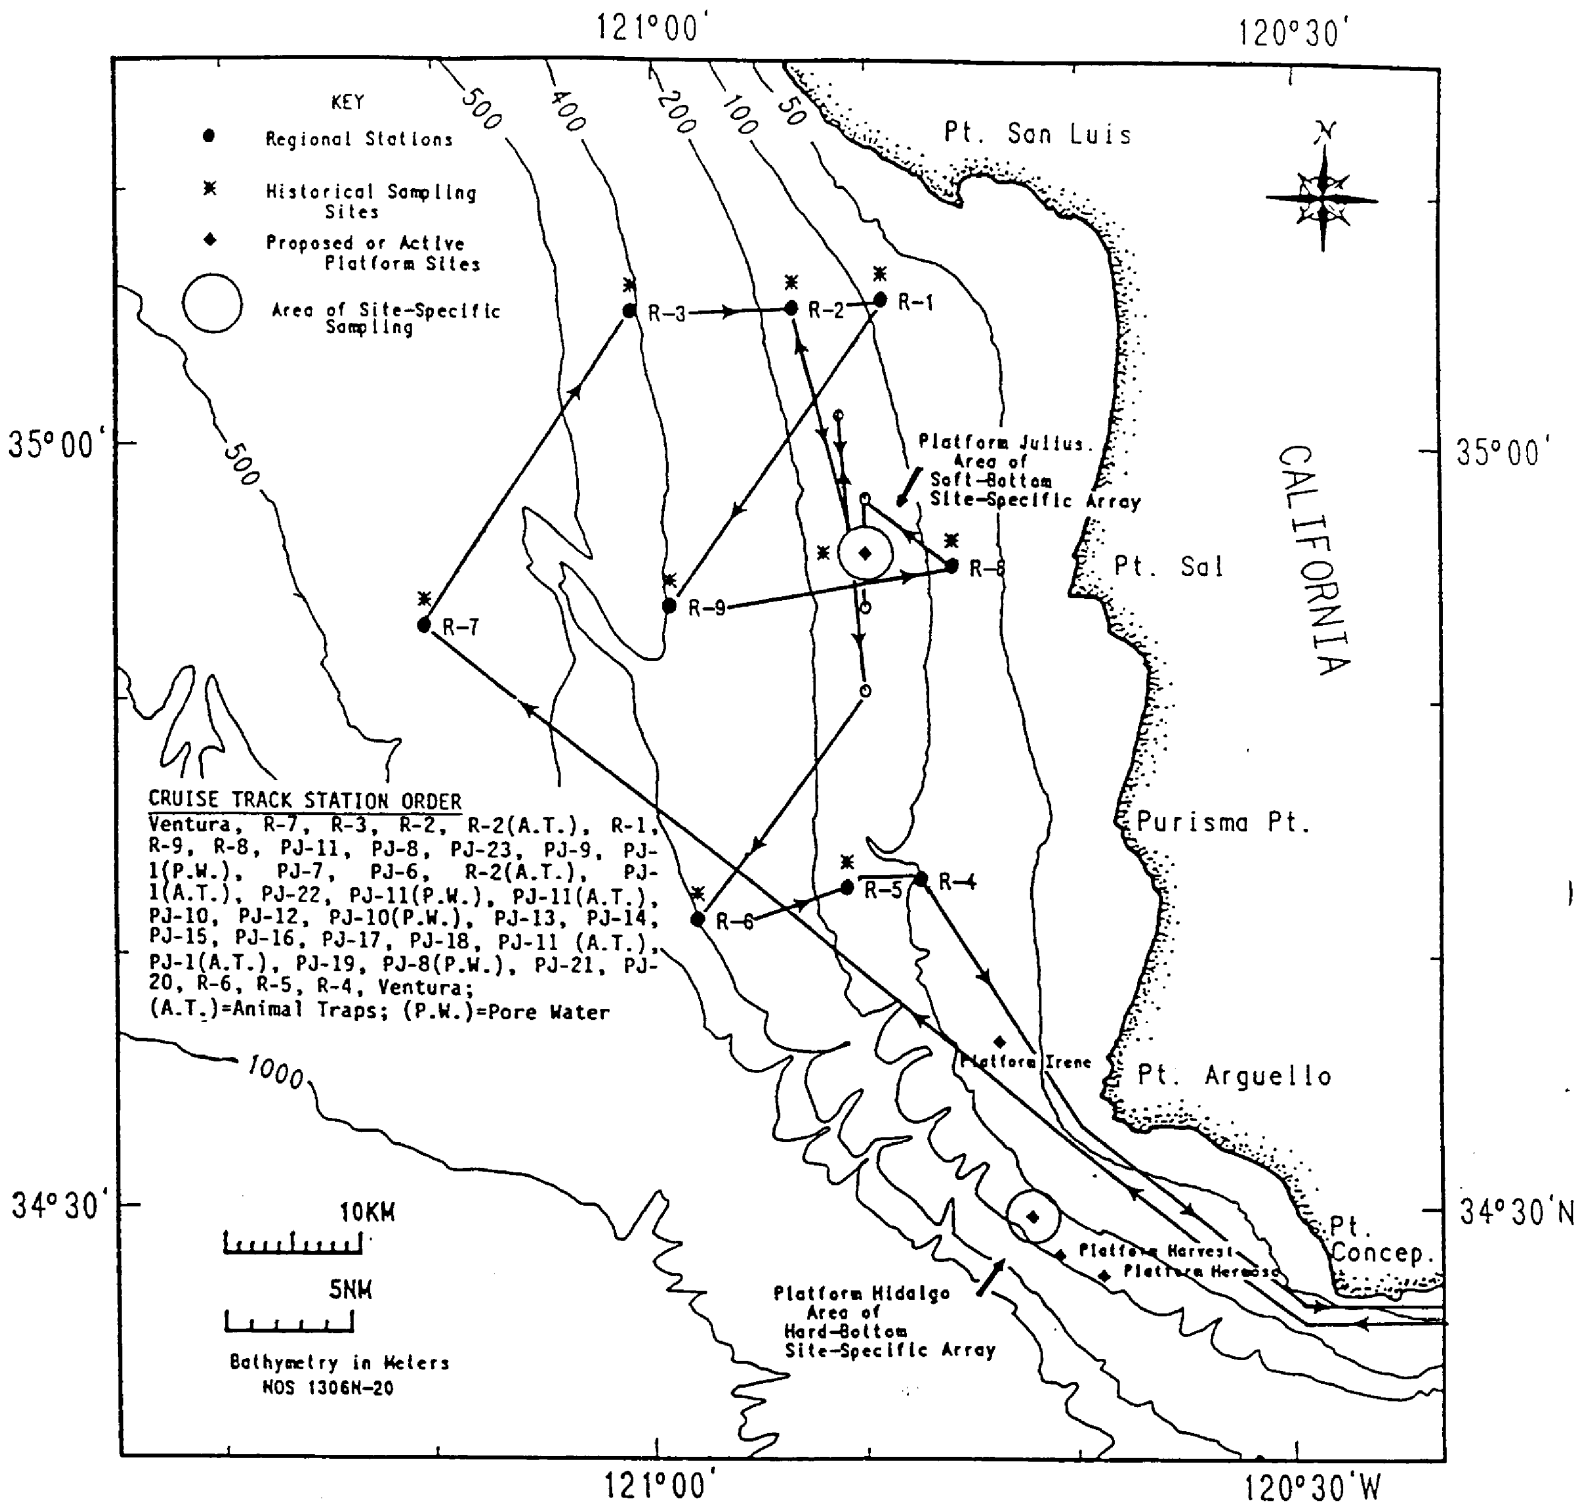 121°00'
120°30'
KEY
Regional Stations
Historical Sampling
Sites
Proposed or Active
Platform Sites
Area of Site-Specific
Sampling
500
400
200
100
50
Pt. San Luis
N
R-3
R-2
R-1
35°00'
500
Platform Julius
Area of
Soft-Bottom
Site-Specific Array
35°00'
CALIFORNIA
R-8
Pt. Sal
R-9
R-7
CRUISE TRACK STATION ORDER
Ventura, R-7, R-3, R-2, R-2(A.T.), R-1,
R-9, R-8, PJ-11, PJ-8, PJ-23, PJ-9, PJ-
1(P.W.), PJ-7, PJ-6, R-2(A.T.), PJ-
1(A.T.), PJ-22, PJ-11(P.W.), PJ-11(A.T.),
PJ-10, PJ-12, PJ-10(P.W.), PJ-13, PJ-14,
PJ-15, PJ-16, PJ-17, PJ-18, PJ-11 (A.T.),
PJ-1(A.T.), PJ-19, PJ-8(P.W.), PJ-21, PJ-
20, R-6, R-5, R-4, Ventura;
(A.T.)=Animal Traps; (P.W.)=Pore Water
Purisma Pt.
R-5
R-4
R-6
Platform Irene
Pt. Arguello
1000
34°30'
10KM
5NM
Bathymetry in Meters
NOS 1306N-20
34°30'N
Pt.
Concep.
Platform Harvest
Platform Hermosa
Platform Hidalgo
Area of
Hard-Bottom
Site-Specific Array
121°00'
120°30'W